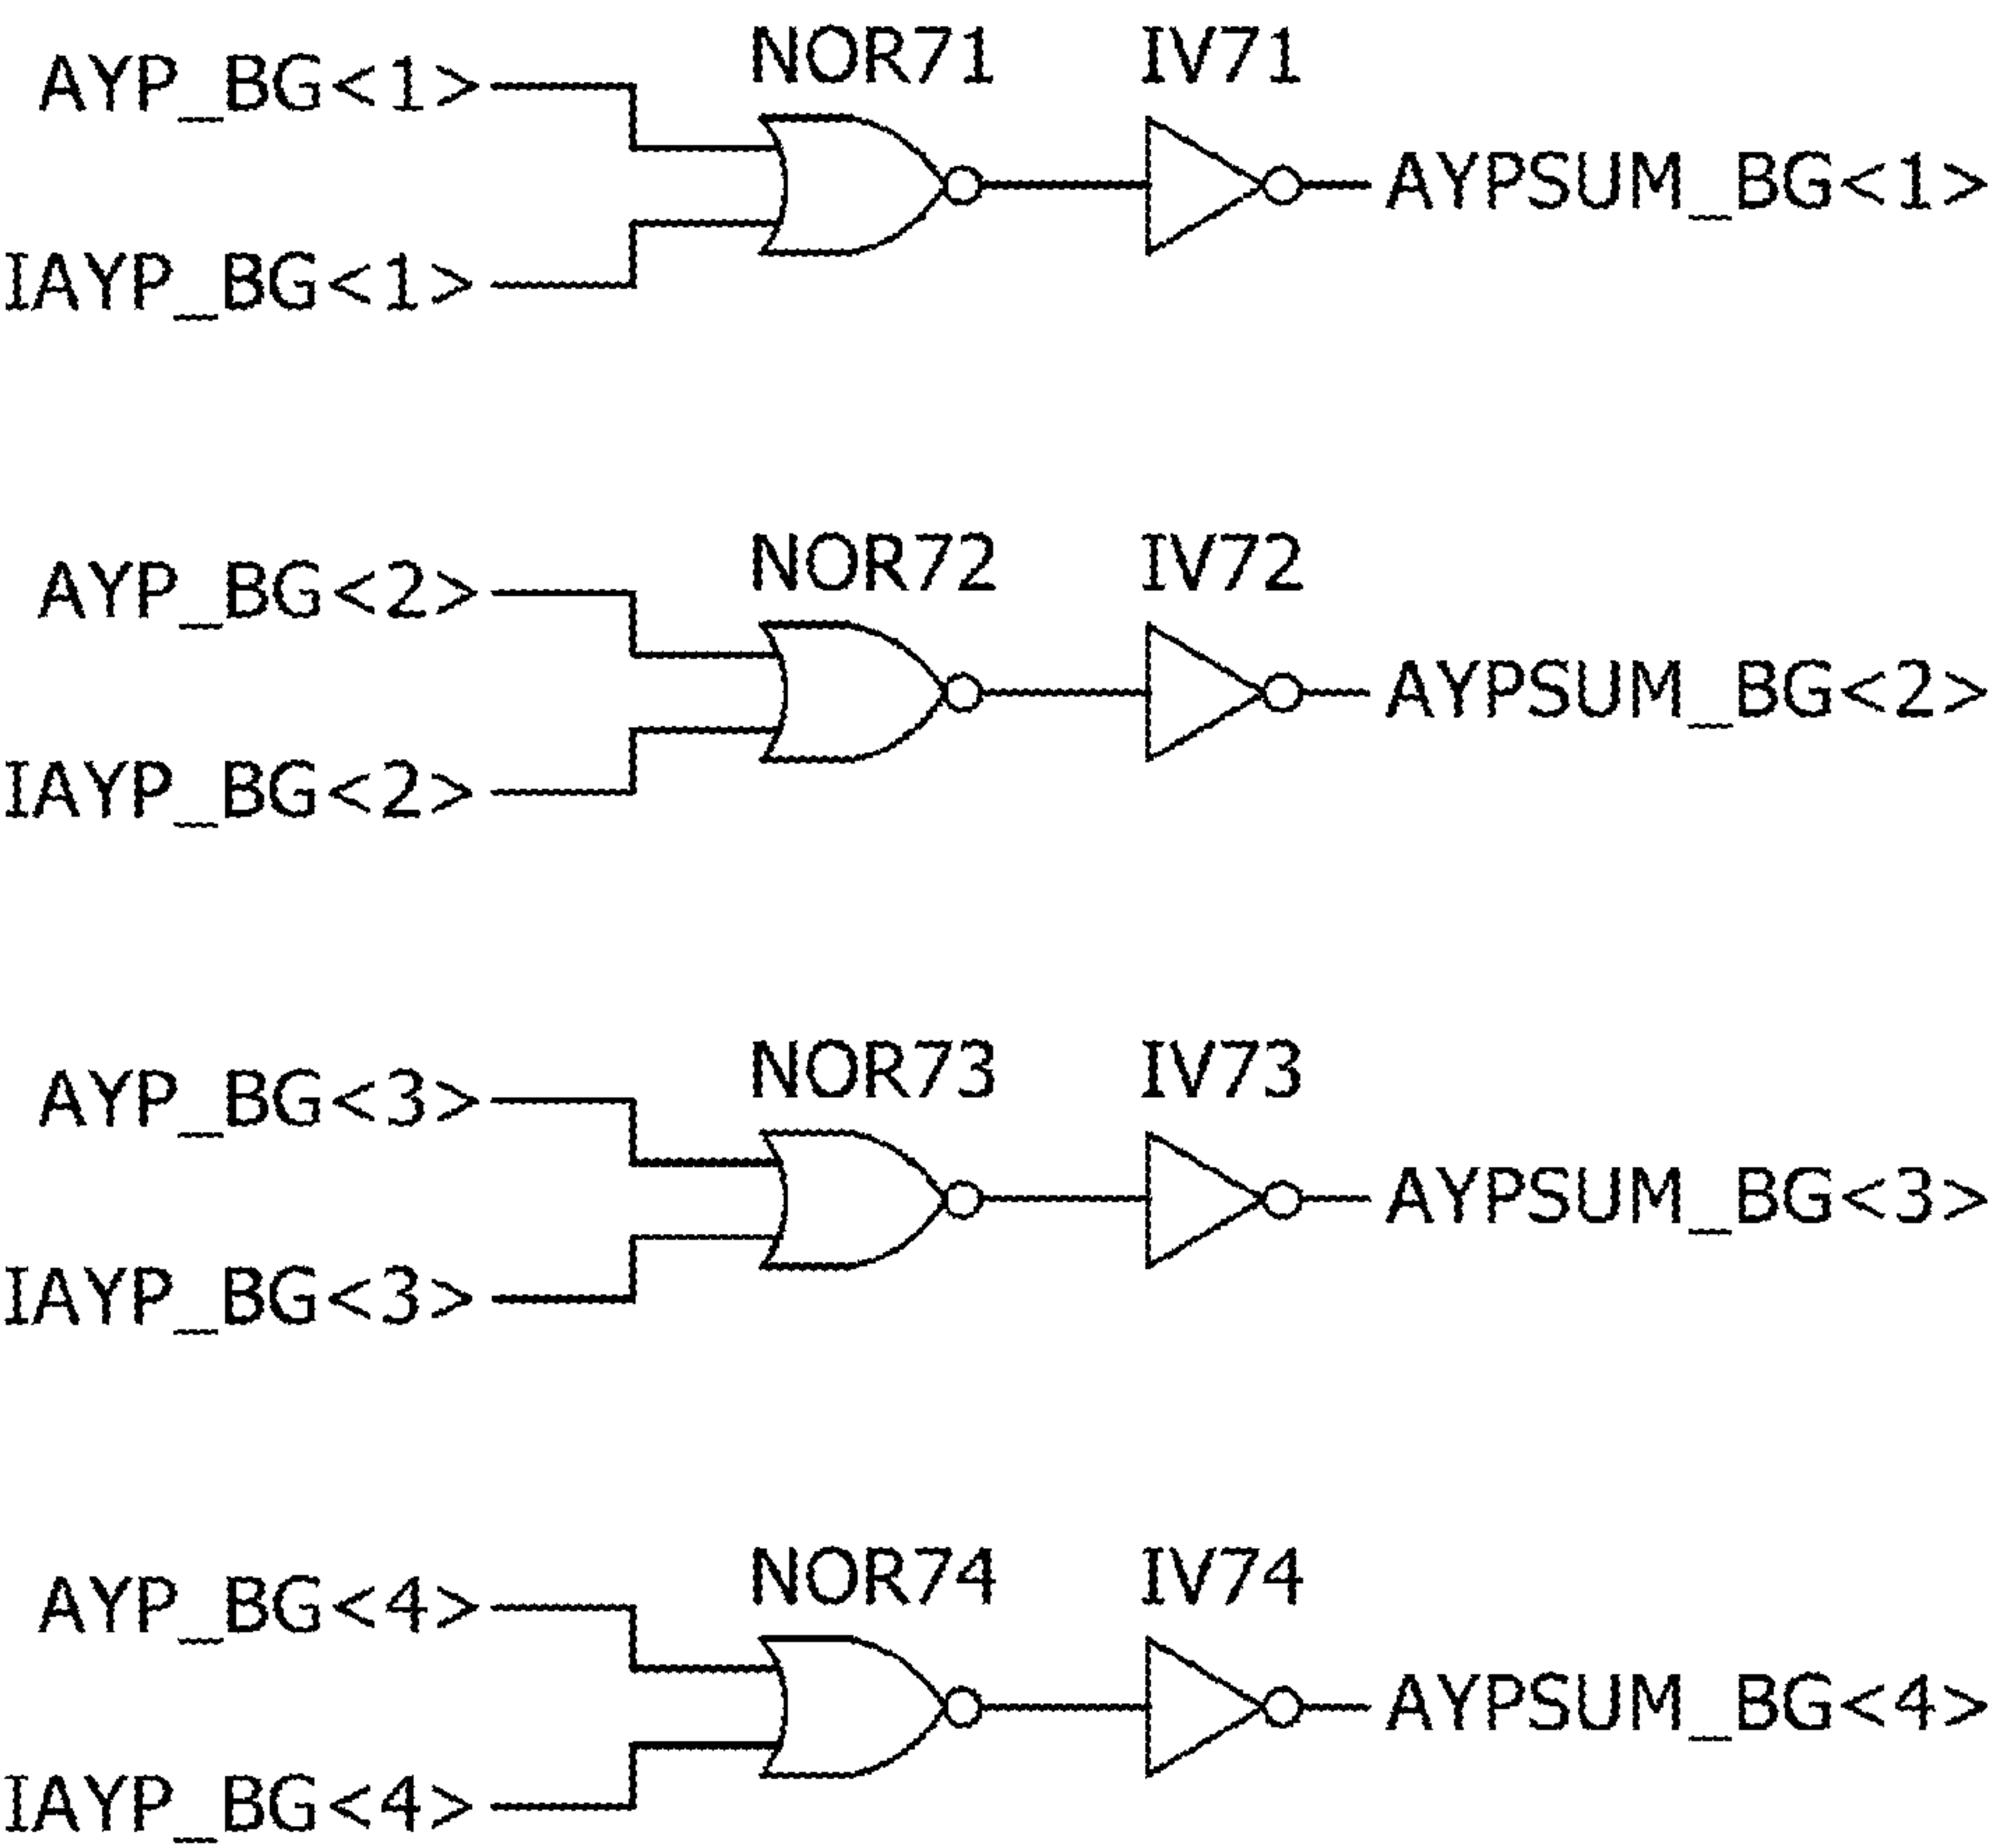 NOR71 IV71
AYP_BG<1>
AYPSUM_BG<1>
IAYP_BG<1>
NOR72 IV72
AYP_BG<2>
AYPSUM_BG<2>
IAYP_BG<2>
NOR73 IV73
AYP_BG<3>
AYPSUM_BG<3>
IAYP_BG<3>
NOR74 IV74
AYP_BG<4>
AYPSUM_BG<4>
IAYP_BG<4>